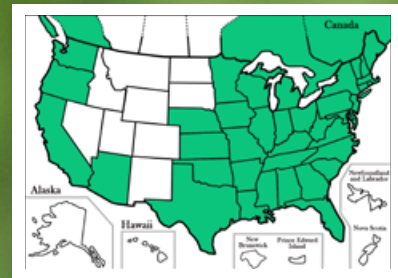 Canada
Newfoundland
and Labrador
Alaska
Hawaii
New
Brunswick
Prince Edward
Island
Nova Scotia